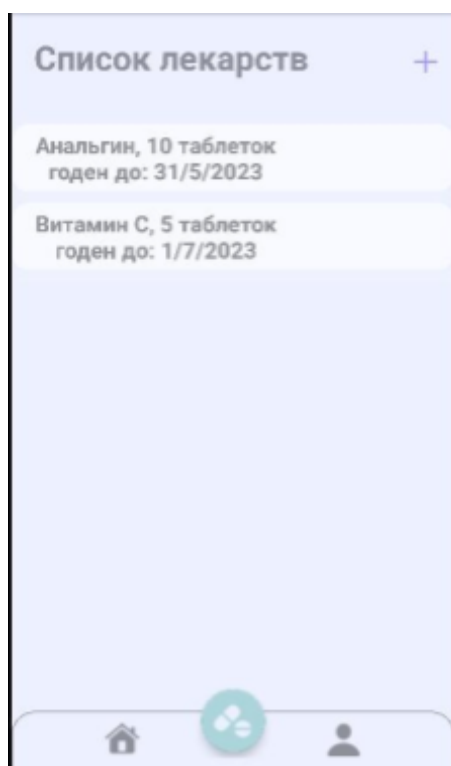 Список лекарств +
Анальгин, 10 таблеток
годен до: 31/5/2023
Витамин C, 5 таблеток
годен до: 1/7/2023